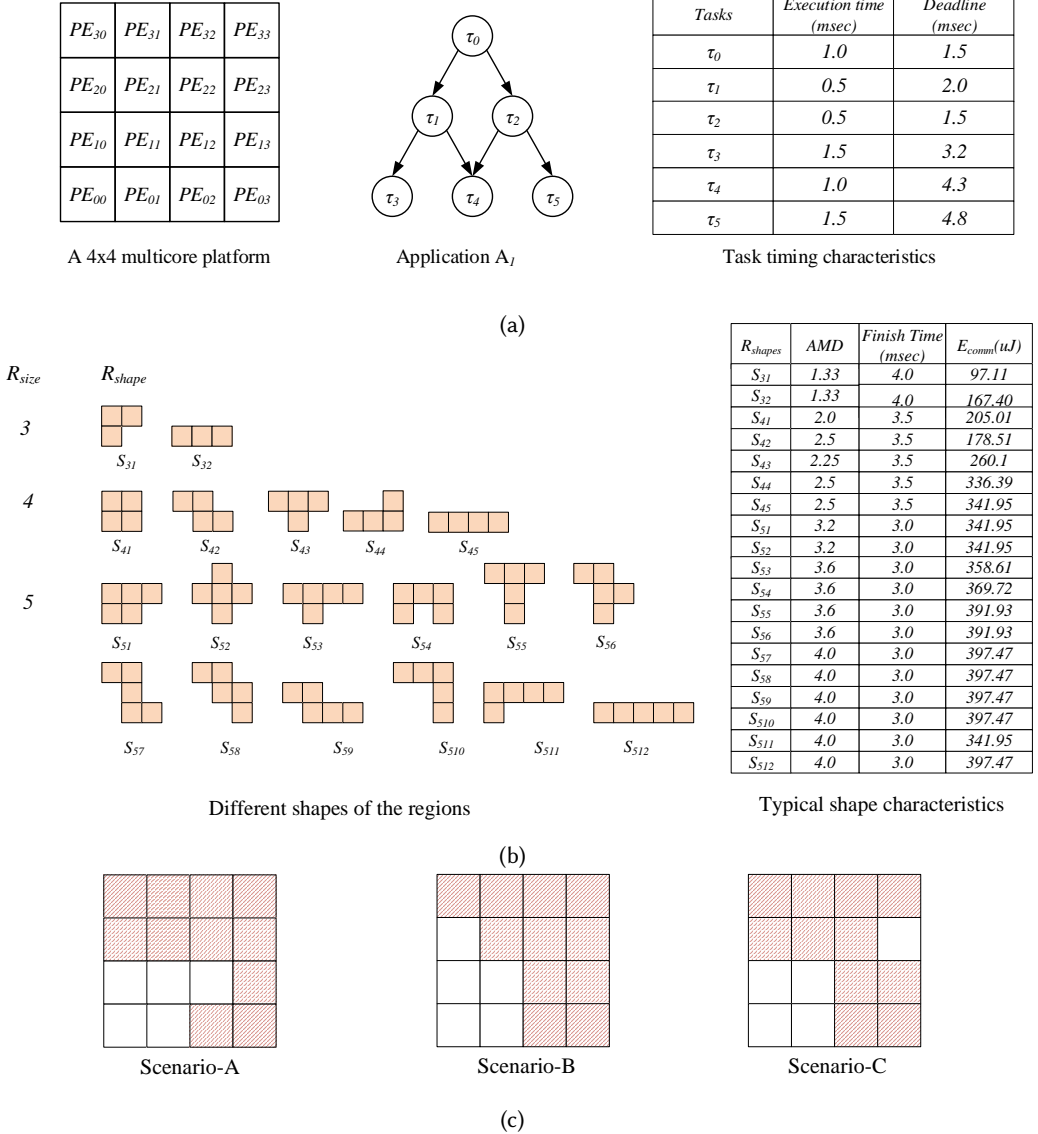 PE30 PE31 PE32 PE33
PE20 PE21 PE22 PE23
PE10 PE11 PE12 PE13
PE00 PE01 PE02 PE03
A 4x4 multicore platform
τ0
τ1 τ2
τ3 τ4 τ5
Application A1
Tasks Execution time (msec) Deadline (msec)
τ0 1.0 1.5
τ1 0.5 2.0
τ2 0.5 1.5
τ3 1.5 3.2
τ4 1.0 4.3
τ5 1.5 4.8
Task timing characteristics
(a)
Rsize Rshape
3
S31 S32
4
S41 S42 S43 S44 S45
5
S51 S52 S53 S54 S55 S56
S57 S58 S59 S510 S511 S512
Different shapes of the regions
Rshapes AMD Finish Time (msec) Ecomm(uJ)
S31 1.33 4.0 97.11
S32 1.33 4.0 167.40
S41 2.0 3.5 205.01
S42 2.5 3.5 178.51
S43 2.25 3.5 260.1
S44 2.5 3.5 336.39
S45 2.5 3.5 341.95
S51 3.2 3.0 341.95
S52 3.2 3.0 341.95
S53 3.6 3.0 358.61
S54 3.6 3.0 369.72
S55 3.6 3.0 391.93
S56 3.6 3.0 391.93
S57 4.0 3.0 397.47
S58 4.0 3.0 397.47
S59 4.0 3.0 397.47
S510 4.0 3.0 397.47
S511 4.0 3.0 341.95
S512 4.0 3.0 397.47
Typical shape characteristics
(b)
Scenario-A Scenario-B Scenario-C
(c)